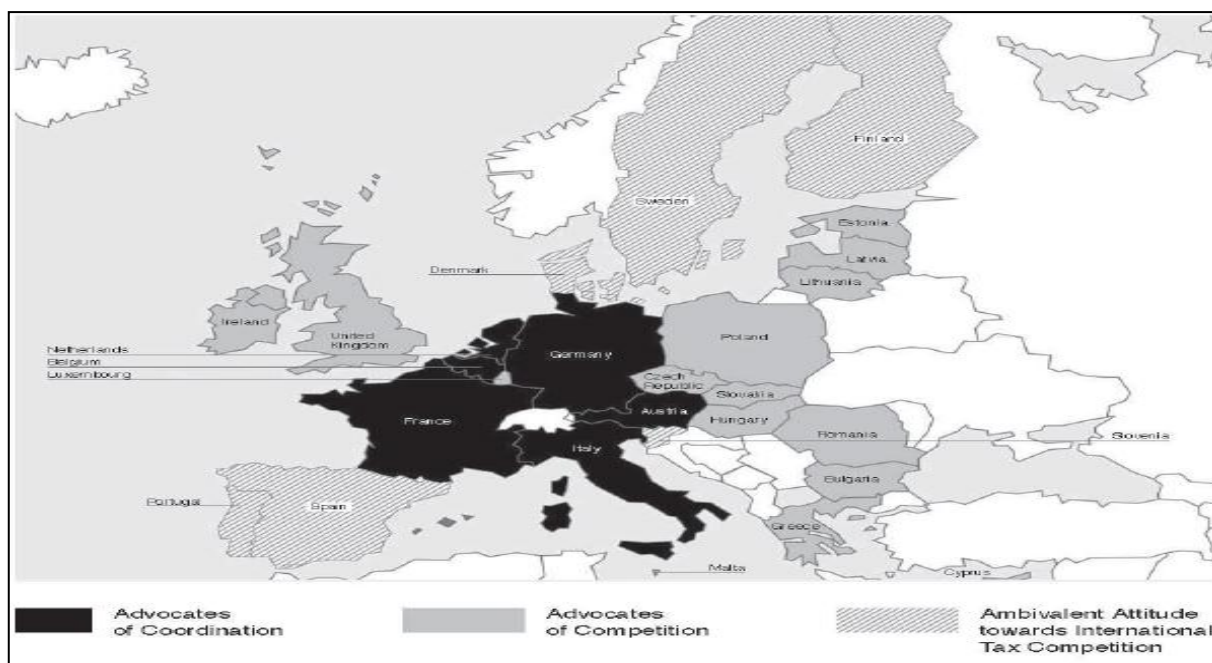 Finland
Sweden
Estonia
Latvia
Lithuania
Denmark
Ireland
United
Kingdom
Poland
Netherlands
Belgium
Luxembourg
Germany
Czech
Republic
Slovakia
Austria
Hungary
France
Italy
Romania
Slovenia
Bulgaria
Portugal
Spain
Greece
Malta
Cyprus
Advocates
of Coordination
Advocates
of Competition
Ambivalent Attitude
towards International
Tax Competition